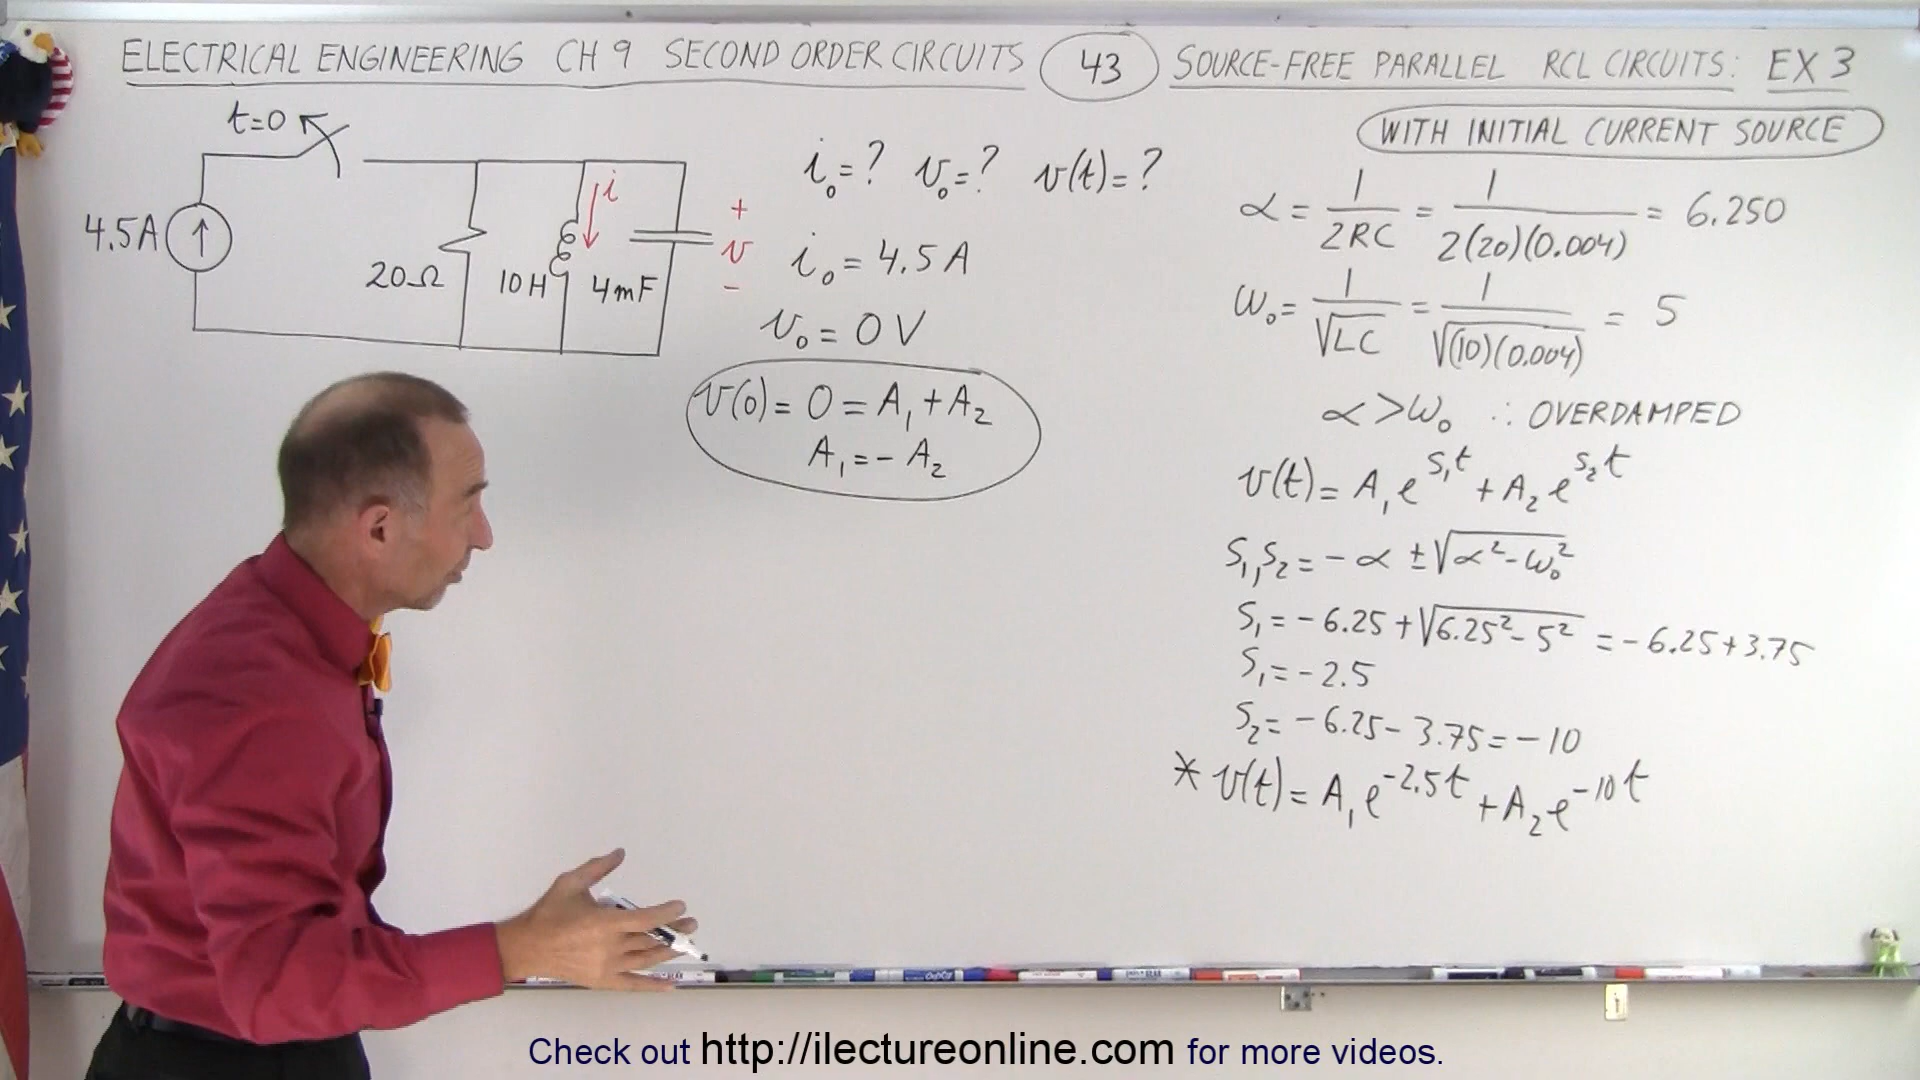 ELECTRICAL ENGINEERING CH 9 SECOND ORDER CIRCUITS 43 SOURCE-FREE PARALLEL RCL CIRCUITS: EX 3
WITH INITIAL CURRENT SOURCE
t=0
4.5A
20Ω
10H
4mF
i
+
v
-
i₀=? v₀=? v(t)=?
i₀ = 4.5 A
v₀ = 0 V
v(0) = 0 = A₁ + A₂
A₁ = - A₂
α = 1/2RC = 1/2(20)(0.004) = 6.250
ω₀ = 1/√LC = 1/√(10)(0.004) = 5
α > ω₀ ∴ OVERDAMPED
v(t) = A₁e^S₁t + A₂e^S₂t
S₁,S₂ = - α ± √α²-ω₀²
S₁ = - 6.25 + √6.25² - 5² = - 6.25 + 3.75
S₁ = - 2.5
S₂ = - 6.25 - 3.75 = - 10
* v(t) = A₁e^-2.5t + A₂e^-10t
Check out http://ilectureonline.com for more videos.